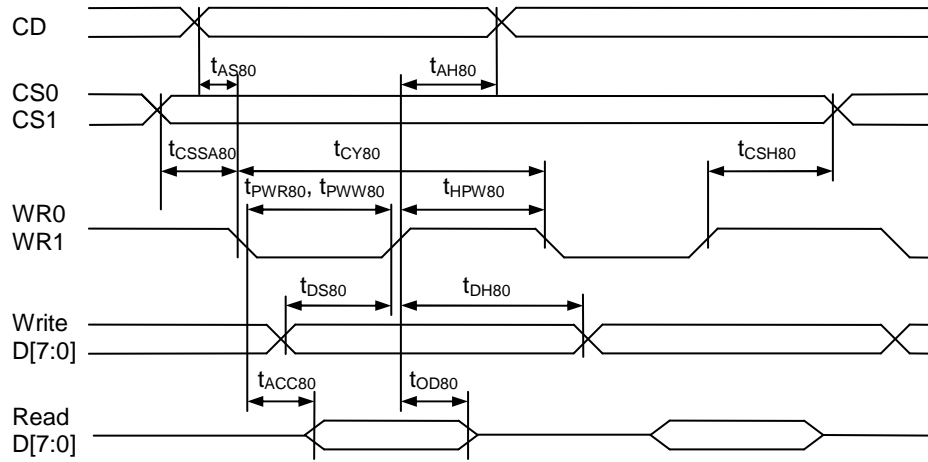 CD
tAS80 tAH80
CS0
CS1
tCSSA80 tCY80 tCSH80
tPWR80, tPWW80 tHPW80
WR0
WR1
tDS80 tDH80
Write
D[7:0]
tACC80 tOD80
Read
D[7:0]